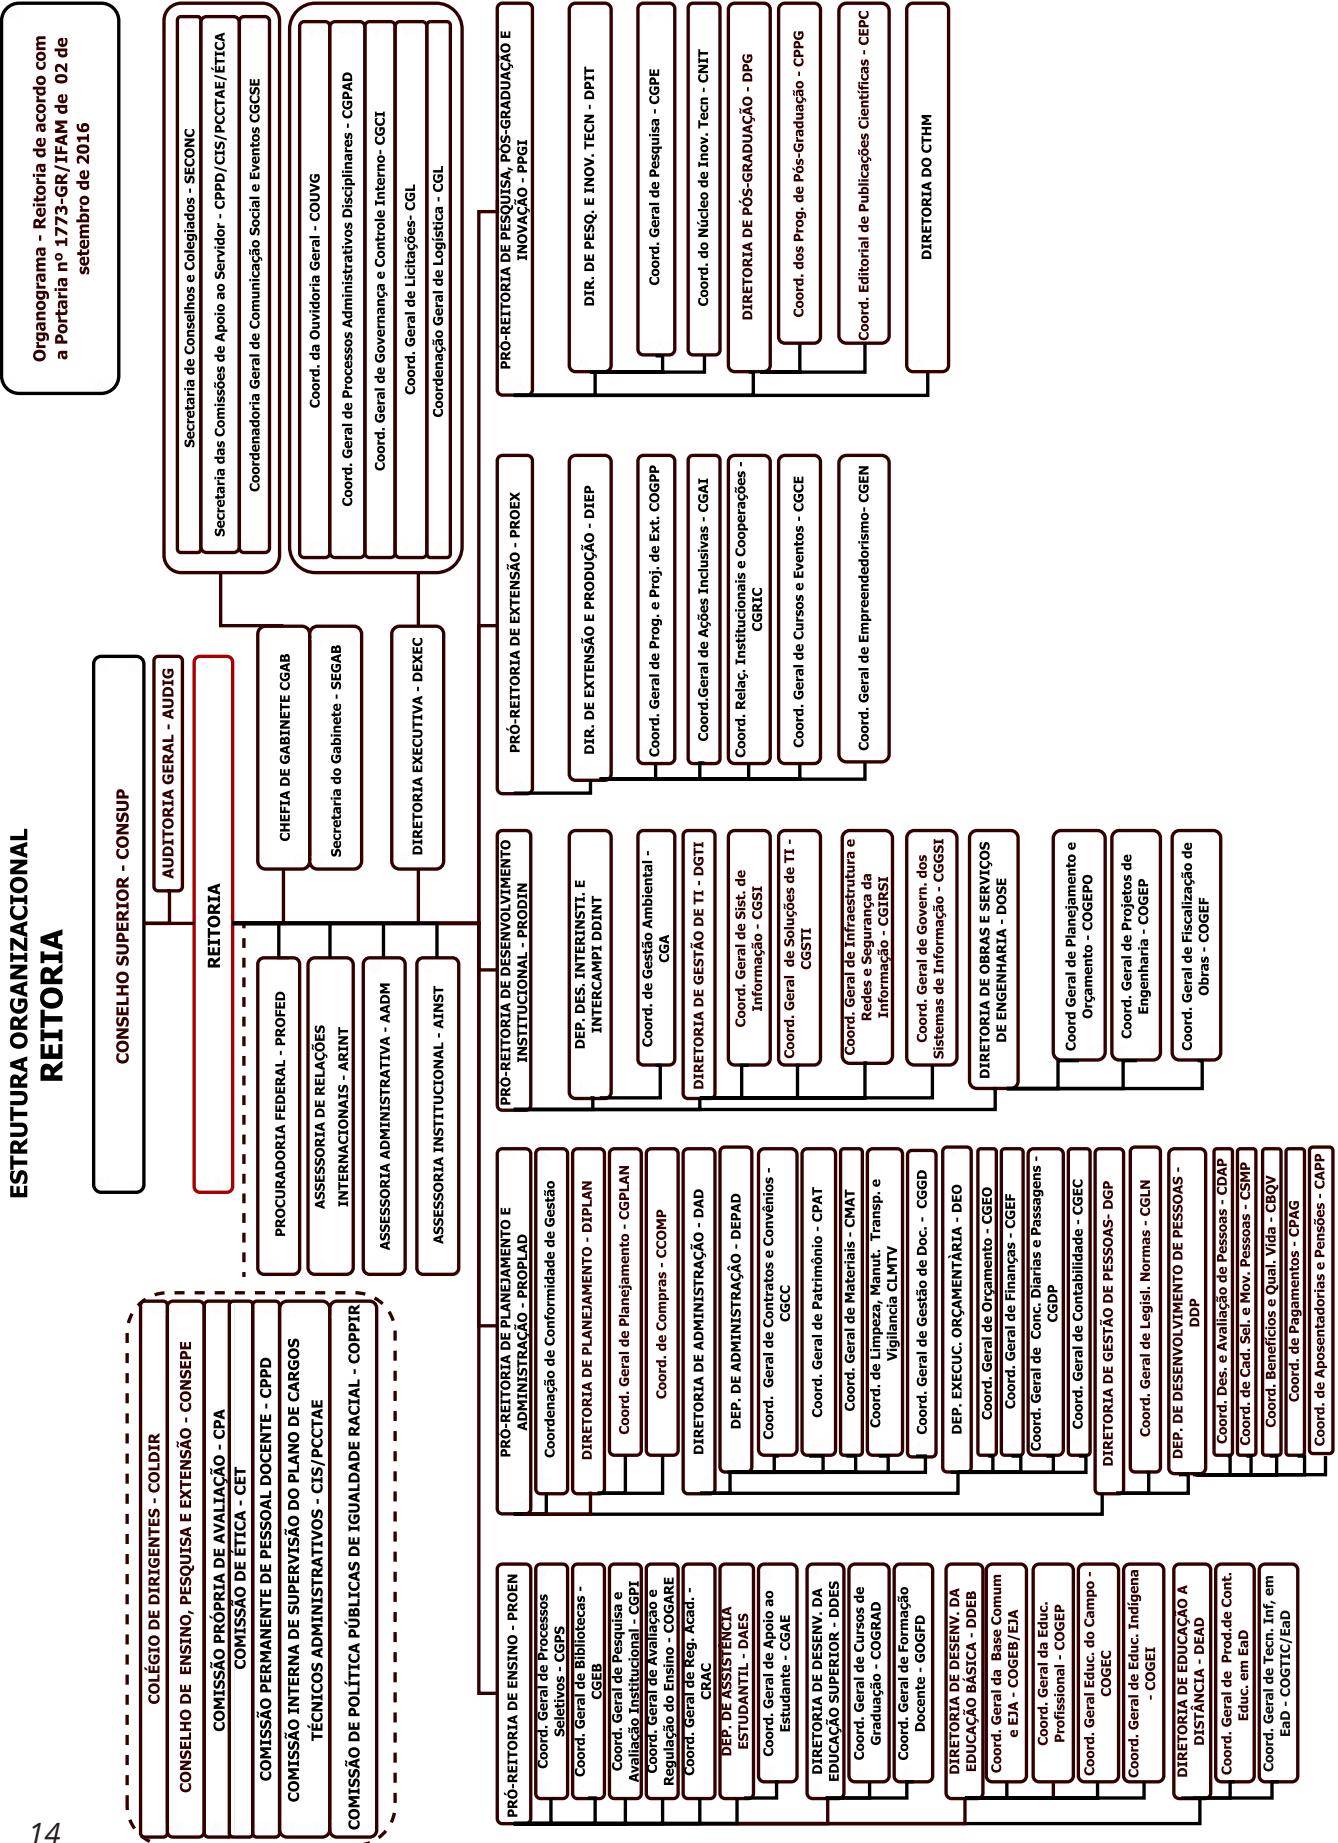 ESTRUTURA ORGANIZACIONAL
REITORIA
Organograma - Reitoria de acordo com
a Portaria nº 1773-GR/IFAM de  02 de
setembro de 2016
CONSELHO SUPERIOR - CONSUP
AUDITORIA GERAL - AUDIG
REITORIA
COLÉGIO DE DIRIGENTES - COLDIR
CONSELHO DE  ENSINO, PESQUISA E EXTENSÃO - CONSEPE
COMISSÃO PRÓPRIA DE AVALIAÇÃO - CPA
COMISSÃO DE ÉTICA - CET
COMISSÃO PERMANENTE DE PESSOAL DOCENTE - CPPD
COMISSÃO INTERNA DE SUPERVISÃO DO PLANO DE CARGOS
TÉCNICOS ADMINISTRATIVOS - CIS/PCCTAE
COMISSÃO DE POLÍTICA PÚBLICAS DE IGUALDADE RACIAL - COPPIR
PROCURADORIA FEDERAL - PROFED
ASSESSORIA DE RELAÇÕES
INTERNACIONAIS - ARINT
ASSESSORIA ADMINISTRATIVA - AADM
ASSESSORIA INSTITUCIONAL - AINST
CHEFIA DE GABINETE CGAB
Secretaria do Gabinete - SEGAB
DIRETORIA EXECUTIVA - DEXEC
Secretaria de Conselhos e Colegiados - SECONC
Secretaria das Comissões de Apoio ao Servidor - CPPD/CIS/PCCTAE/ÉTICA
Coordenadoria Geral de Comunicação Social e Eventos CGCSE
Coord. da Ouvidoria Geral - COUVG
Coord. Geral de Processos Administrativos Disciplinares - CGPAD
Coord. Geral de Governança e Controle Interno- CGCI
Coord. Geral de Licitações- CGL
Coordenação Geral de Logística - CGL
PRÓ-REITORIA DE ENSINO - PROEN
Coord. Geral de Processos
Seletivos - CGPS
Coord. Geral de Bibliotecas -
CGEB
Coord. Geral de Pesquisa e
Avaliação Institucional - CGPI
Coord. Geral de Avaliação e
Regulação do Ensino - COGARE
Coord. Geral de Reg. Acad. -
CRAC
DEP. DE ASSISTENCIA
ESTUDANTIL - DAES
Coord. Geral de Apoio ao
Estudante - CGAE
DIRETORIA DE DESENV. DA
EDUCAÇÃO SUPERIOR - DDES
Coord. Geral de Cursos de
Graduação - COGRAD
Coord. Geral de Formação
Docente - GOGFD
DIRETORIA DE DESENV. DA
EDUCAÇÃO BÁSICA - DDEB
Coord. Geral da  Base Comum
e EJA - COGEB/EJA
Coord. Geral da Educ.
Profissional - COGEP
Coord. Geral Educ. do Campo -
COGEC
Coord. Geral de Educ. Indígena
- COGEI
DIRETORIA DE EDUCAÇÃO A
DISTÂNCIA - DEAD
Coord. Geral de  Prod.de Cont.
Educ. em EaD
Coord. Geral de Tecn. Inf, em
EaD - COGTIC/EaD
PRÓ-REITORIA DE PLANEJAMENTO E
ADMINISTRAÇÃO - PROPLAD
Coordenação de Conformidade de Gestão
DIRETORIA DE PLANEJAMENTO - DIPLAN
Coord. Geral de Planejamento - CGPLAN
Coord. de Compras - CCOMP
DIRETORIA DE ADMINISTRAÇÃO - DAD
DEP. DE ADMINISTRAÇÃO - DEPAD
Coord.  Geral de Contratos e Convênios -
CGCC
Coord. Geral de Patrimônio - CPAT
Coord. Geral de Materiais - CMAT
Coord. de Limpeza, Manut.  Transp. e
Vigilancia CLMTV
Coord. Geral de Gestão de Doc. -  CGGD
DEP. EXECUC. ORÇAMENTÀRIA - DEO
Coord. Geral de Orçamento - CGEO
Coord. Geral de Finanças - CGEF
Coord. Geral de  Conc. Diarias e Passagens -
CGDP
Coord. Geral de Contabilidade - CGEC
DIRETORIA DE GESTÃO DE PESSOAS- DGP
Coord. Geral de Legisl. Normas - CGLN
DEP. DE DESENVOLVIMENTO DE PESSOAS -
DDP
Coord. Des. e Avaliação de Pessoas - CDAP
Coord. de Cad. Sel. e Mov. Pessoas - CSMP
Coord. Benefícios e Qual. Vida - CBQV
Coord. de Pagamentos - CPAG
Coord. de Aposentadorias e Pensões - CAPP
PRÓ-REITORIA DE DESENVOLVIMENTO
INSTITUCIONAL - PRODIN
DEP. DES. INTERINSTI. E
INTERCAMPI DDINT
Coord. de Gestão Ambiental -
CGA
DIRETORIA DE GESTÃO DE TI - DGTI
Coord. Geral de Sist. de
Informação - CGSI
Coord. Geral  de Soluções de TI -
CGSTI
Coord. Geral de Infraestrutura e
Redes e Segurança da
Informação - CGIRSI
Coord. Geral de Govern. dos
Sistemas de Informação - CGGSI
DIRETORIA DE OBRAS E SERVIÇOS
DE ENGENHARIA - DOSE
Coord Geral de Planejamento e
Orçamento - COGEPO
Coord. Geral de Projetos de
Engenharia - COGEP
Coord. Geral de Fiscalização de
Obras - COGEF
PRÓ-REITORIA DE EXTENSÃO - PROEX
DIR. DE EXTENSÃO E PRODUÇÃO - DIEP
Coord. Geral de Prog. e Proj. de Ext. COGPP
Coord.Geral de Ações Inclusivas - CGAI
Coord. Relaç. Institucionais e Cooperações -
CGRIC
Coord. Geral de Cursos e Eventos - CGCE
Coord. Geral de Empreendedorismo- CGEN
PRÓ-REITORIA DE PESQUISA, PÓS-GRADUAÇÃO E
INOVAÇÃO - PPGI
DIR. DE PESQ. E INOV. TECN - DPIT
Coord. Geral de Pesquisa - CGPE
Coord. do Núcleo de Inov. Tecn - CNIT
DIRETORIA DE PÓS-GRADUAÇÃO - DPG
Coord. dos Prog. de Pós-Graduação - CPPG
Coord. Editorial de Publicações Científicas - CEPC
DIRETORIA DO CTHM
14